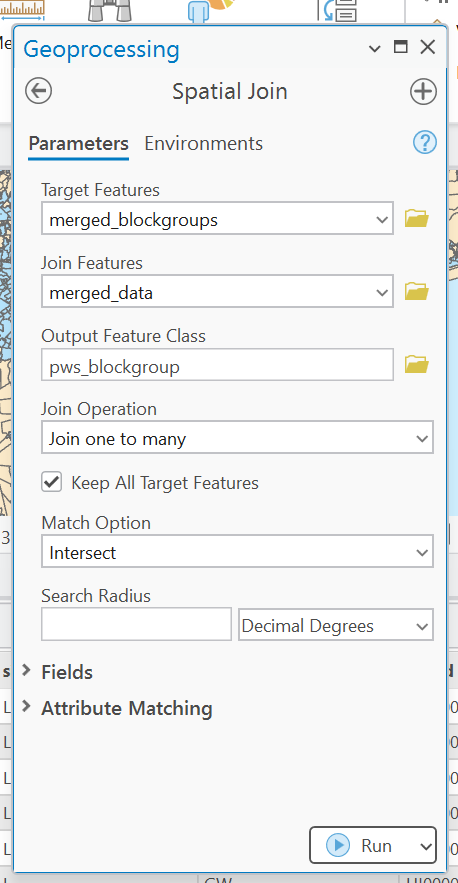 Geoprocessing
Spatial Join
Parameters Environments
Target Features
merged_blockgroups
Join Features
merged_data
Output Feature Class
pws_blockgroup
Join Operation
Join one to many
Keep All Target Features
Match Option
Intersect
Search Radius
Decimal Degrees
Fields
Attribute Matching
Run